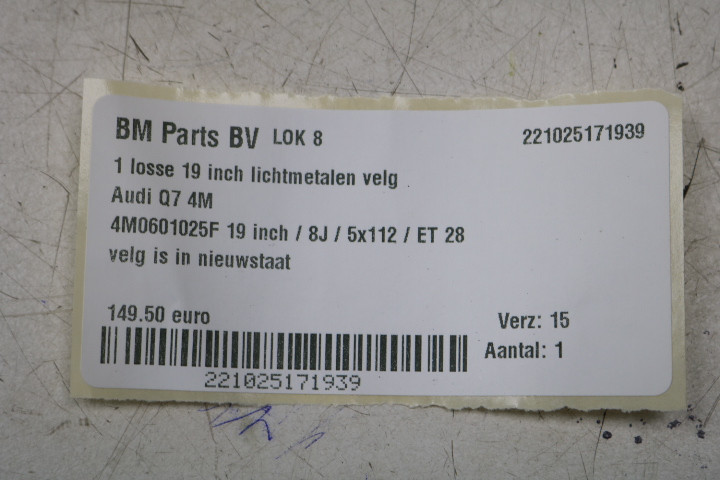 BM Parts BV LOK 8 221025171939
1 losse 19 inch lichtmetalen velg
Audi Q7 4M
4M0601025F 19 inch / 8J / 5x112 / ET 28
velg is in nieuwstaat
149.50 euro Verz: 15
Aantal: 1
221025171939